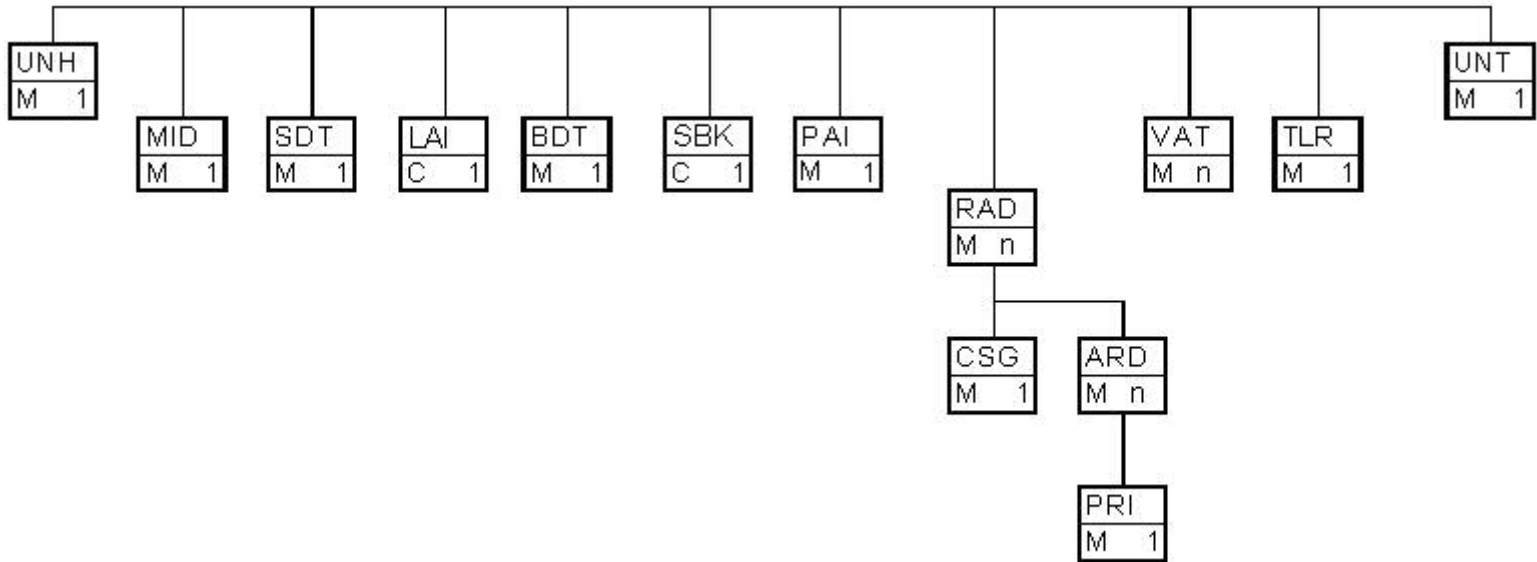 UNH
M 1
UNT
M 1
MID
M 1
SDT
M 1
LAI
C 1
BDT
M 1
SBK
C 1
PAI
M 1
VAT
M n
TLR
M 1
RAD
M n
CSG
M 1
ARD
M n
PRI
M 1